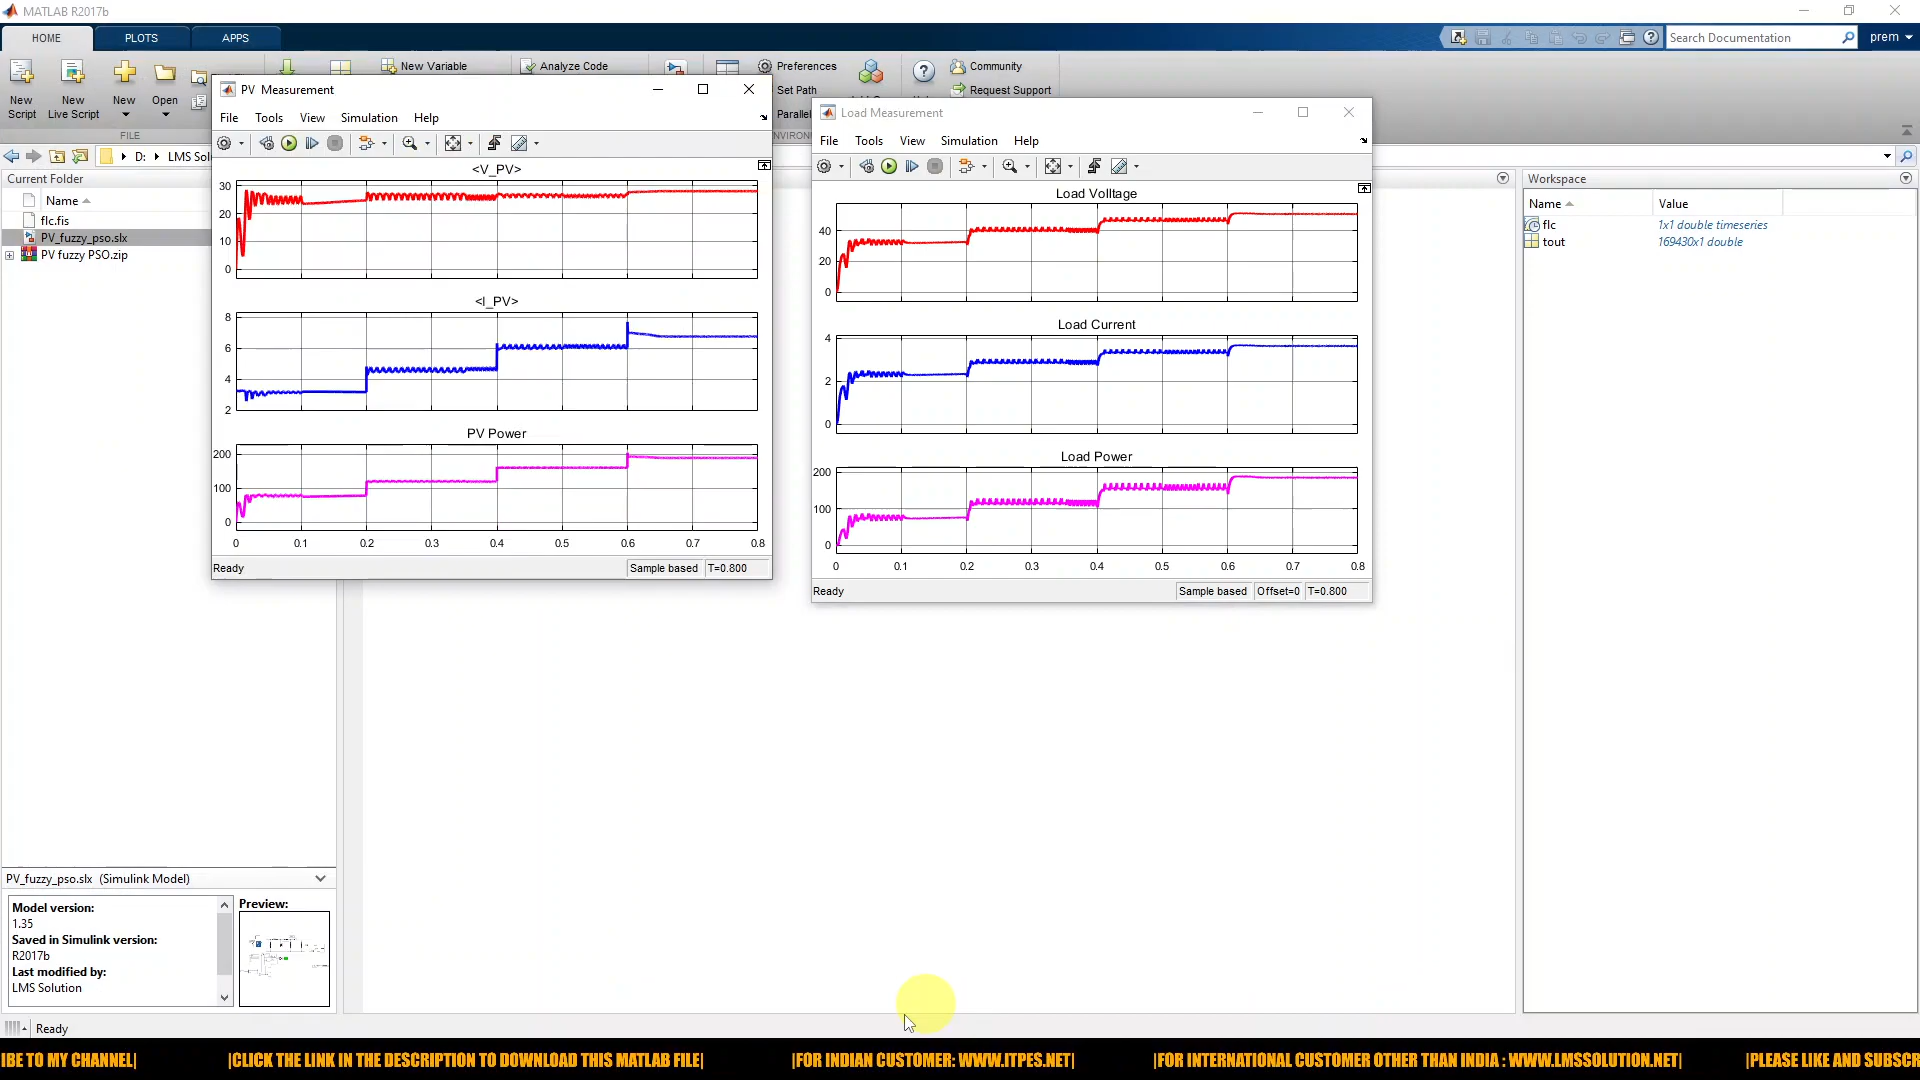 MATLAB R2017b
HOME PLOTS APPS
Search Documentation
prem
New Script
New Live Script
New
Open
New Variable
Analyze Code
Preferences
Set Path
Parallel
Community
Request Support
FILE
D: LMS Sol
Current Folder
Name
flc.fis
PV_fuzzy_pso.slx
PV fuzzy PSO.zip
PV Measurement
File Tools View Simulation Help
<V_PV>
30
20
10
0
<I_PV>
8
6
4
2
PV Power
200
100
0
0 0.1 0.2 0.3 0.4 0.5 0.6 0.7 0.8
Ready Sample based T=0.800
Load Measurement
File Tools View Simulation Help
Load Volltage
40
20
0
Load Current
4
2
0
Load Power
200
100
0
0 0.1 0.2 0.3 0.4 0.5 0.6 0.7 0.8
Ready Sample based Offset=0 T=0.800
Workspace
Name Value
flc 1x1 double timeseries
tout 169430x1 double
PV_fuzzy_pso.slx (Simulink Model)
Model version:
1.35
Saved in Simulink version:
R2017b
Last modified by:
LMS Solution
Preview:
Ready
IBE TO MY CHANNEL| |CLICK THE LINK IN THE DESCRIPTION TO DOWNLOAD THIS MATLAB FILE| |FOR INDIAN CUSTOMER: WWW.ITPES.NET| |FOR INTERNATIONAL CUSTOMER OTHER THAN INDIA : WWW.LMSSOLUTION.NET| |PLEASE LIKE AND SUBSCR